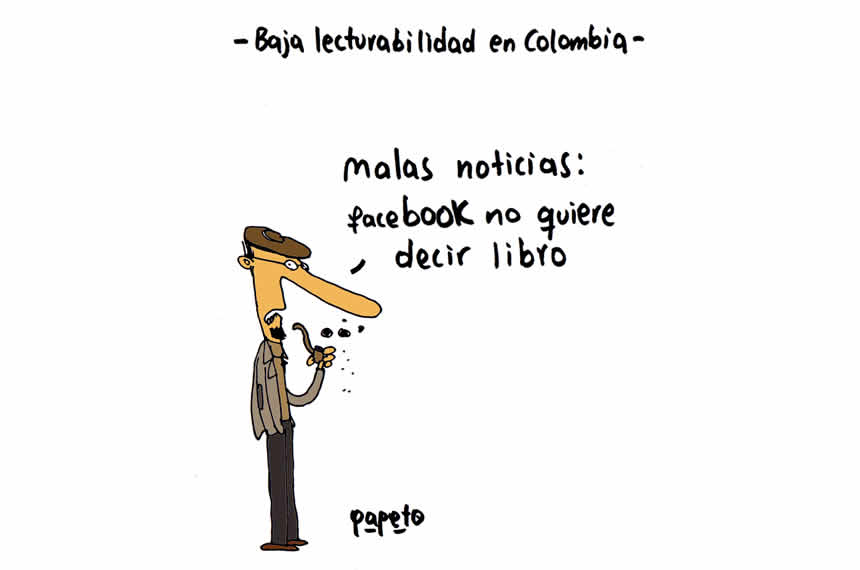 - Baja lecturabilidad en Colombia -
malas noticias:
facebook no quiere
decir libro
papeto